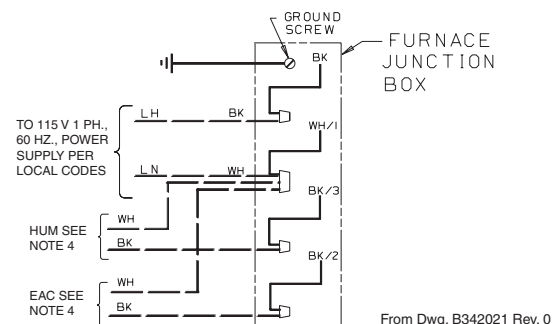 GROUND
SCREW
FURNACE
JUNCTION
BOX
BK
LH
BK
TO 115 V 1 PH.,
60 HZ., POWER
SUPPLY PER
LOCAL CODES
WH/1
LN
WH
BK/3
WH
HUM SEE
NOTE 4
BK
BK/2
WH
EAC SEE
NOTE 4
BK
From Dwg. B342021 Rev. 0